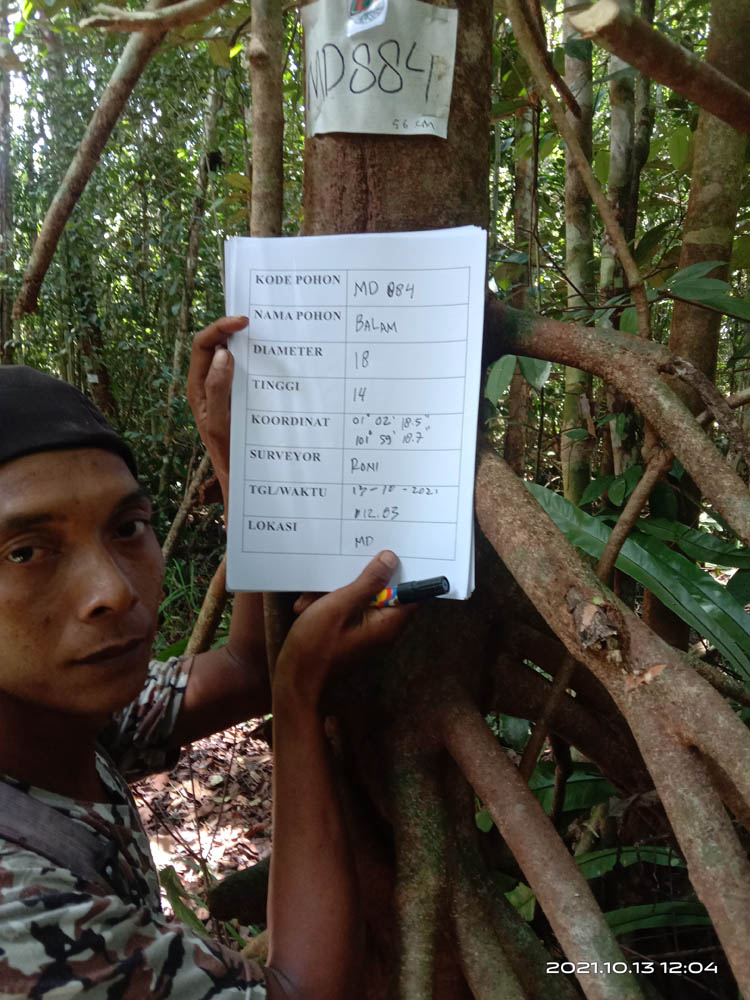 MD884
56 CM
KODE POHON MD 884
NAMA POHON BALAM
DIAMETER 18
TINGGI 14
KOORDINAT 01° 02' 18.5"
101° 59' 18.7"
SURVEYOR RONI
TGL/WAKTU 13-10-2021
12.03
LOKASI MD
2021.10.13 12:04